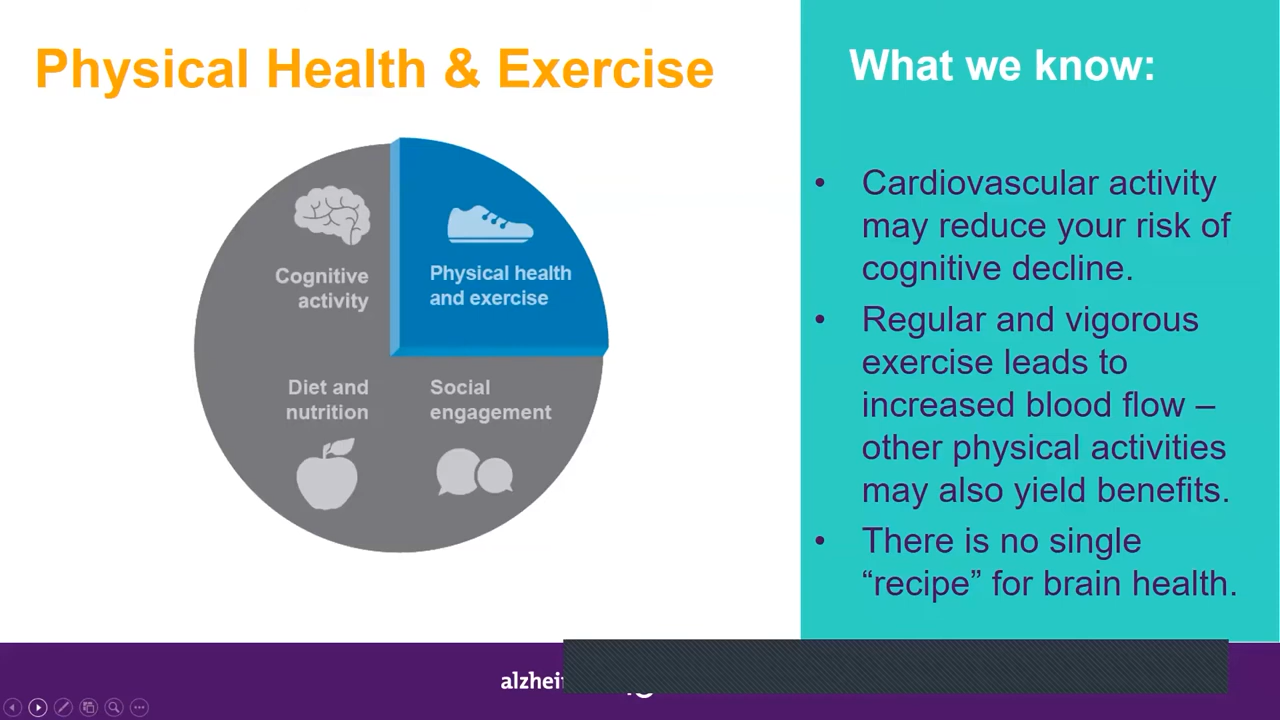 Physical Health & Exercise
Cognitive
activity
Physical health
and exercise
Diet and
nutrition
Social
engagement
What we know:
• Cardiovascular activity
may reduce your risk of
cognitive decline.
• Regular and vigorous
exercise leads to
increased blood flow –
other physical activities
may also yield benefits.
• There is no single
“recipe” for brain health.